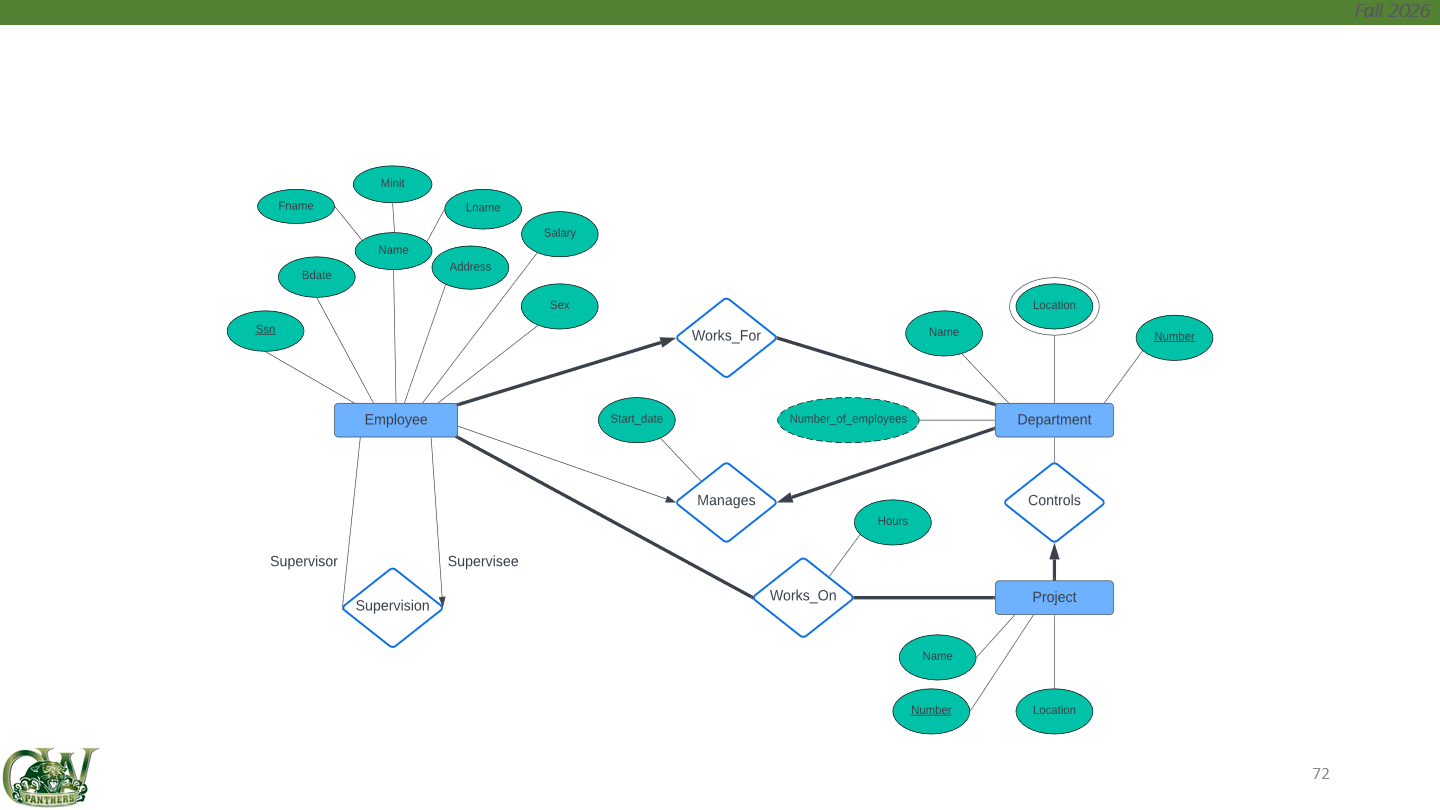 Fall 2026
Minit
Fname
Lname
Salary
Name
Address
Bdate
Sex
Location
Ssn
Name
Number
Works_For
Employee
Start_date
Number_of_employees
Department
Manages
Controls
Hours
Supervisor
Supervisee
Works_On
Project
Supervision
Name
Number
Location
OW
PANTHERS
72